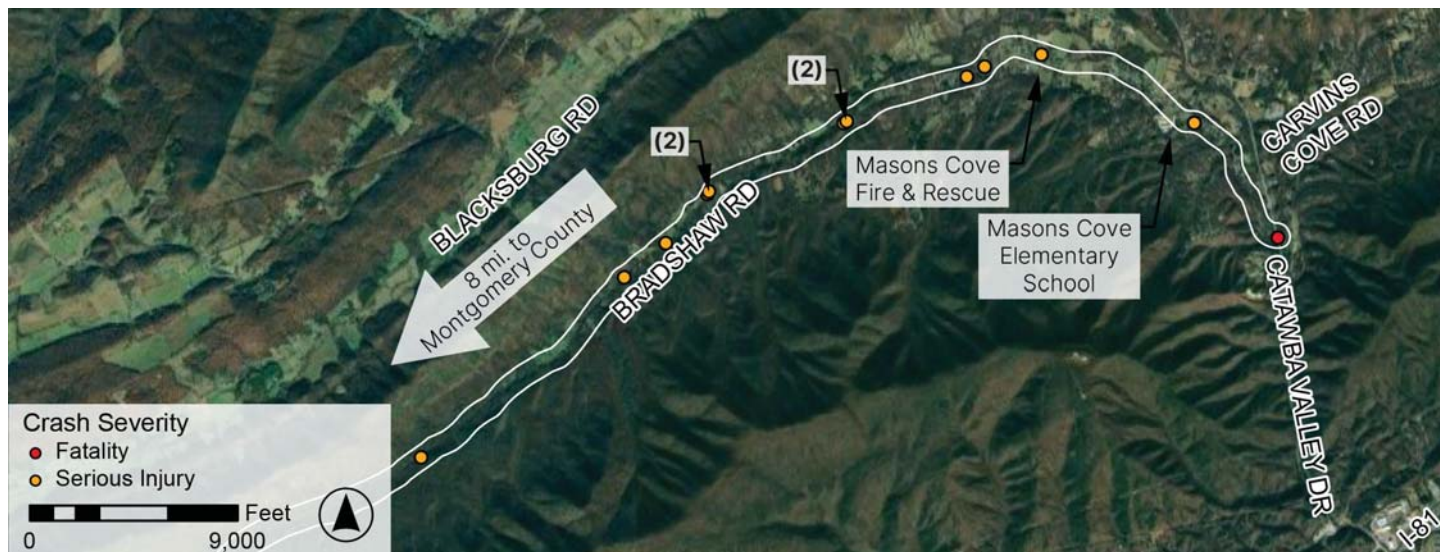 (2)
(2)
BLACKSBURG RD
CARVINS
COVE RD
Masons Cove
Fire & Rescue
Masons Cove
Elementary
School
8 mi. to
Montgomery County
BRADSHAW RD
CATAWBA VALLEY DR
I-81
Crash Severity
Fatality
Serious Injury
Feet
0 9,000